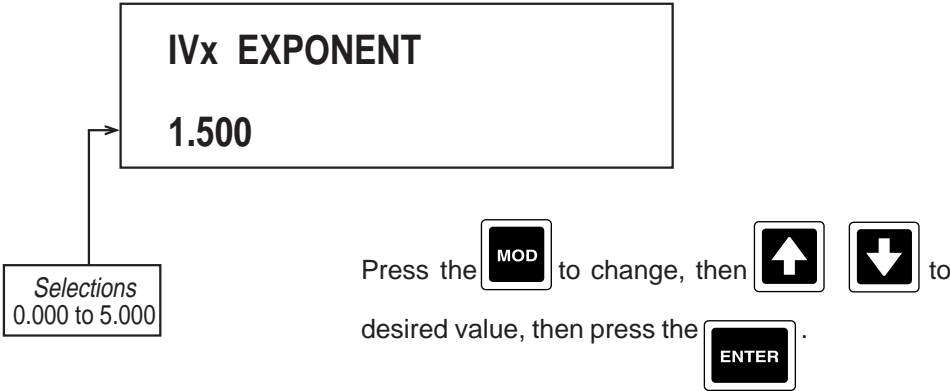 IVx EXPONENT
1.500
Selections
0.000 to 5.000
Press the MOD to change, then to
desired value, then press the ENTER .